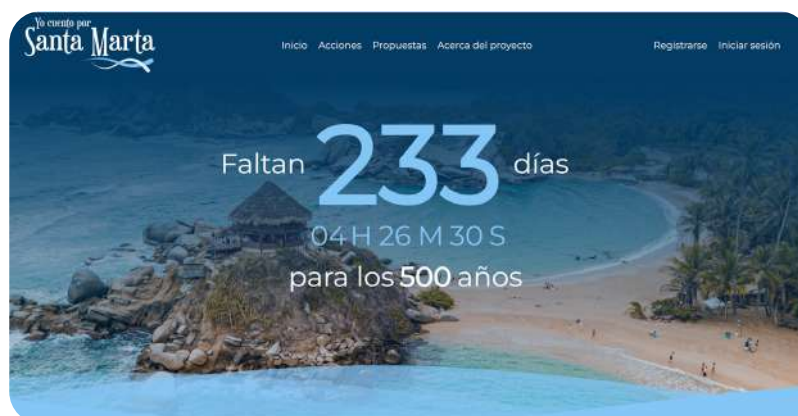 Yo cuento por
Santa Marta
Inicio Acciones Propuestas Acerca del proyecto
Registrarse Iniciar sesión
Faltan 233 días
04 H 26 M 30 S
para los 500 años